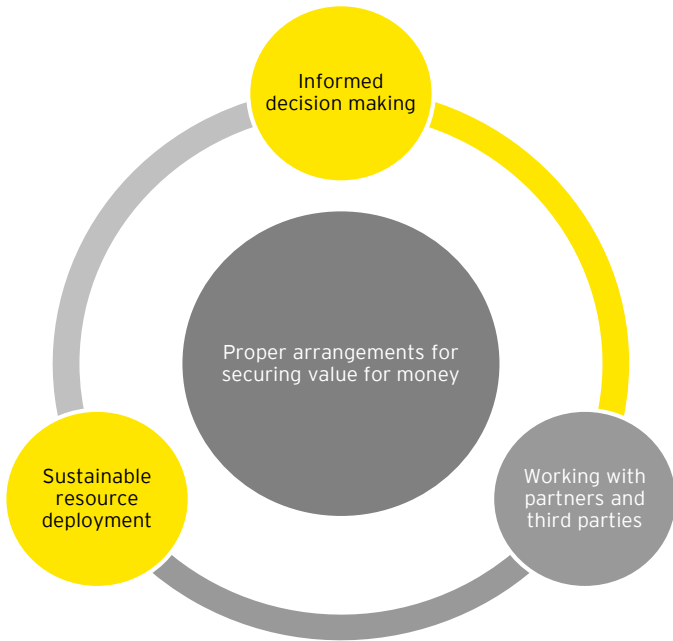 Informed
decision making
Proper arrangements for
securing value for money
Sustainable
resource
deployment
Working with
partners and
third parties